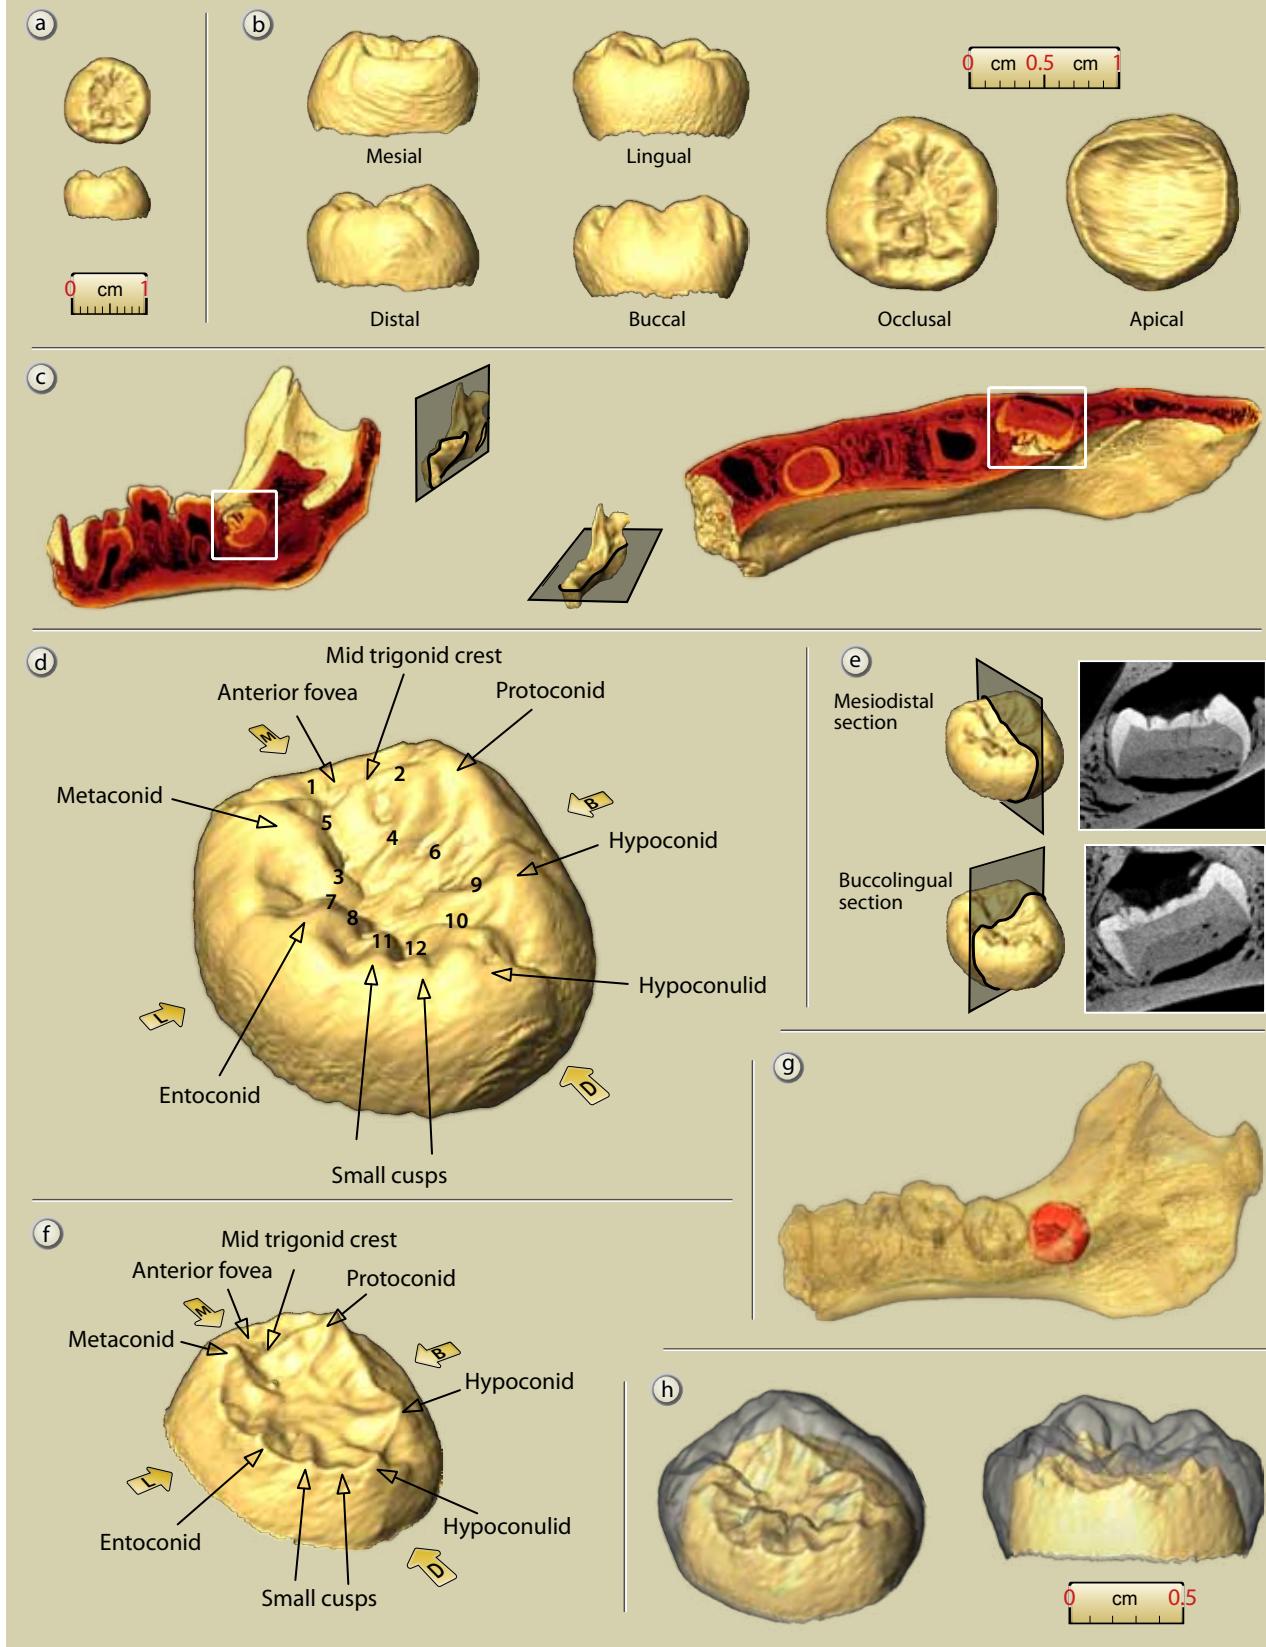 a
0 cm 1
b
Mesial
Lingual
Distal
Buccal
0 cm 0.5 cm 1
Occlusal
Apical
c
d
Mid trigonid crest
Anterior fovea
Protoconid
M
Metaconid
B
Hypoconid
1
2
5
4
6
3
9
7
8
10
11
12
Hypoconulid
L
Entoconid
D
Small cusps
e
Mesiodistal
section
Buccolingual
section
f
Mid trigonid crest
Anterior fovea
Protoconid
M
Metaconid
B
Hypoconid
L
Entoconid
Hypoconulid
D
Small cusps
g
h
0 cm 0.5